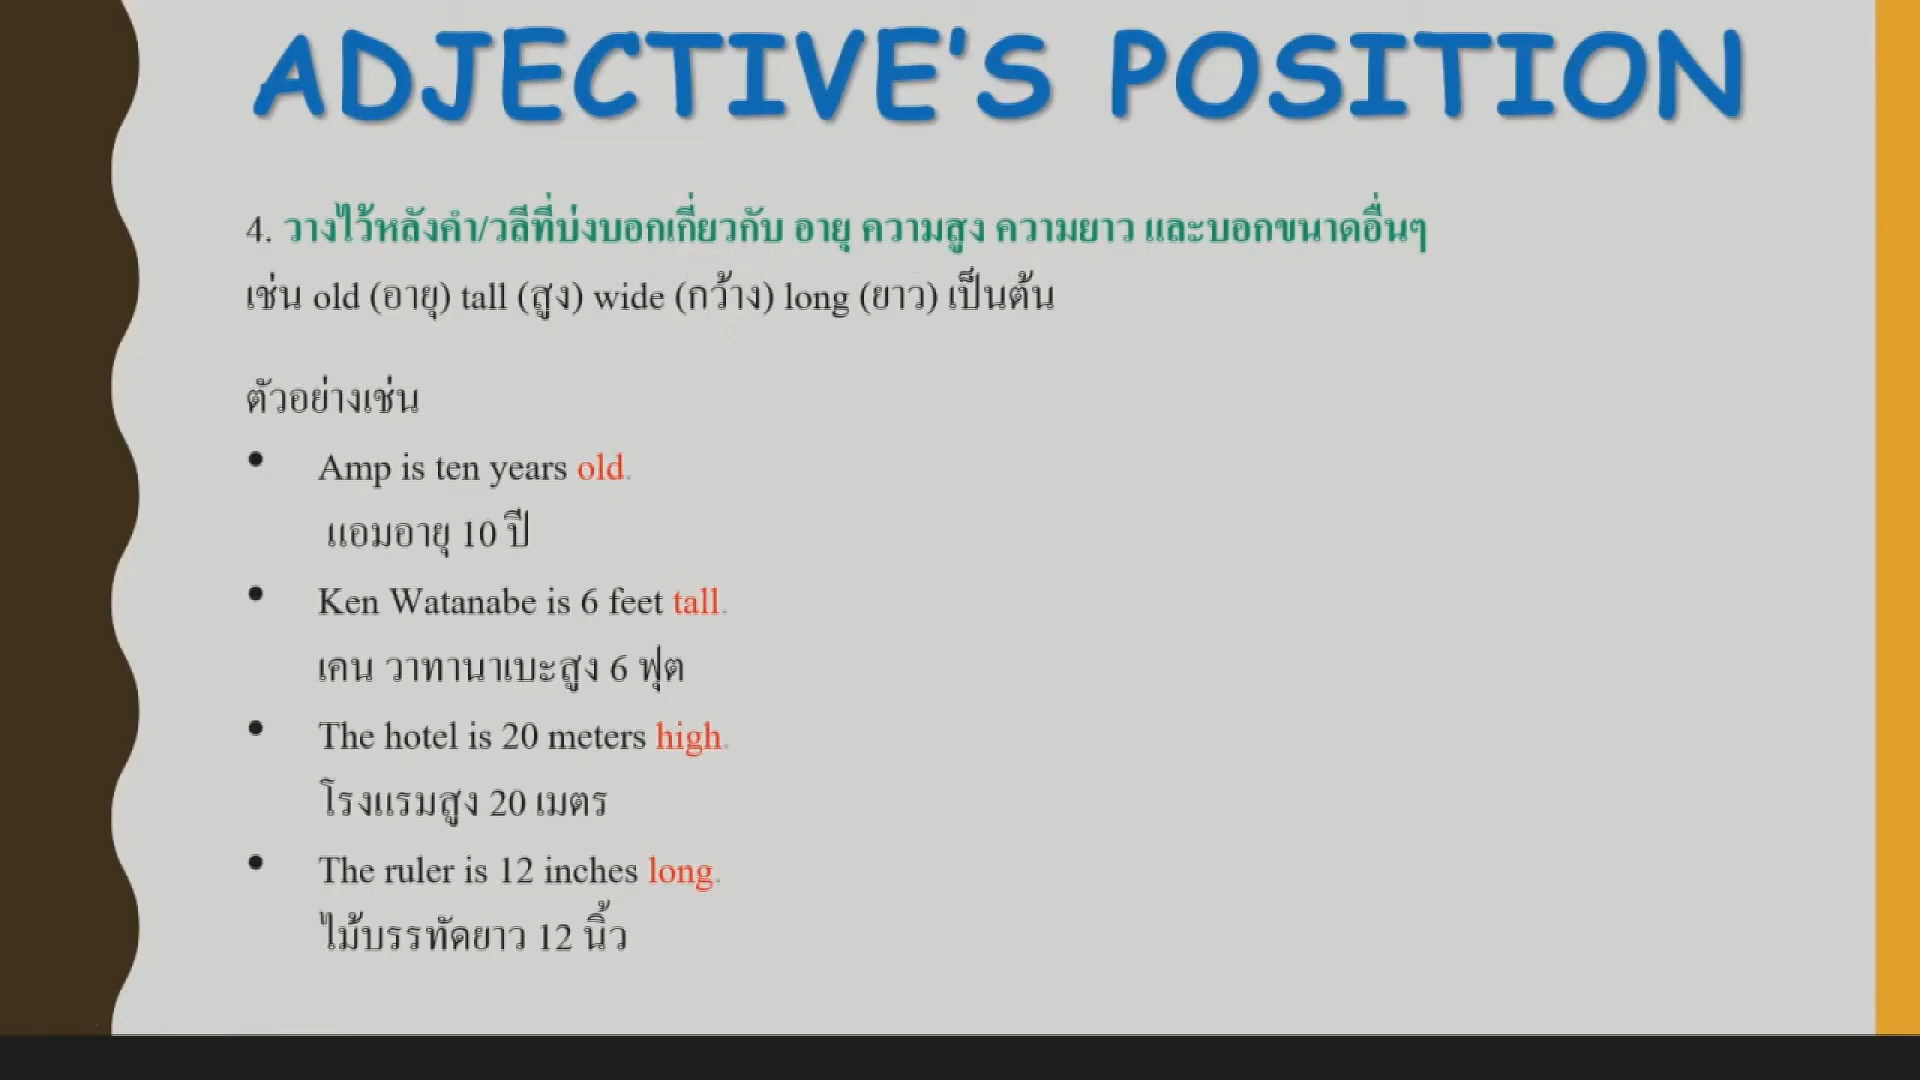 ADJECTIVE'S POSITION
4. วางไว้หลังคำ/วลีที่บ่งบอกเกี่ยวกับ อายุ ความสูง ความยาว และบอกขนาดอื่นๆ
เช่น old (อายุ) tall (สูง) wide (กว้าง) long (ยาว) เป็นต้น
ตัวอย่างเช่น
• Amp is ten years old.
แอมอายุ 10 ปี
• Ken Watanabe is 6 feet tall.
เคน วาทานาเบะสูง 6 ฟุต
• The hotel is 20 meters high.
โรงแรมสูง 20 เมตร
• The ruler is 12 inches long.
ไม้บรรทัดยาว 12 นิ้ว